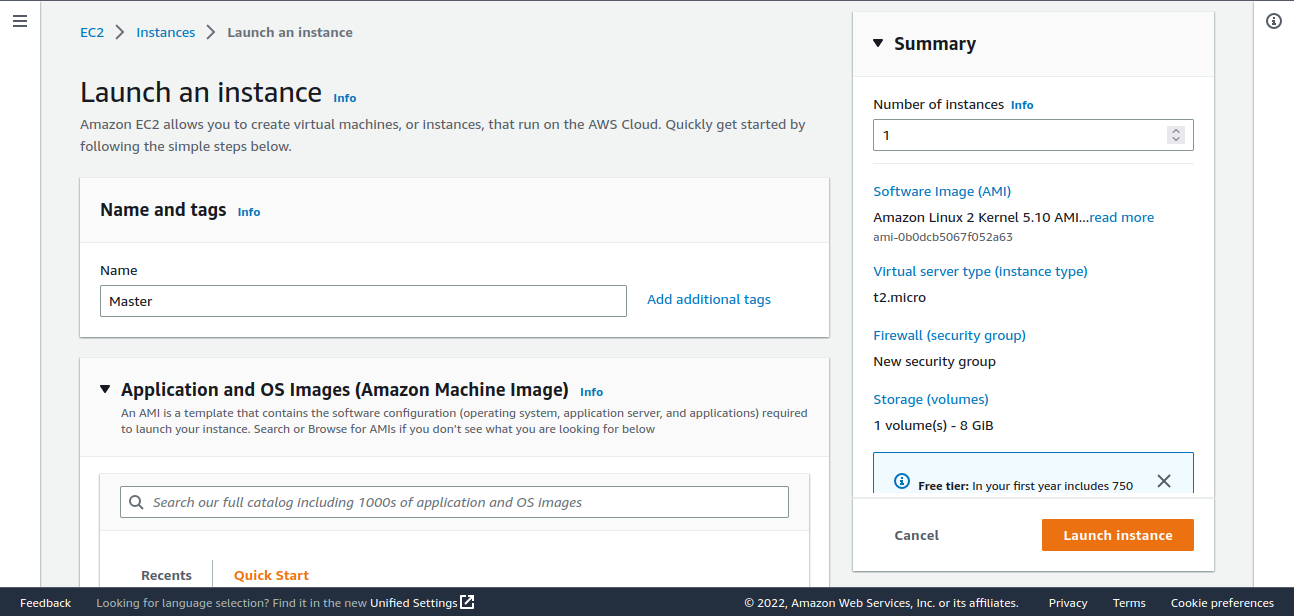 EC2 Instances Launch an instance
Launch an instance Info
Amazon EC2 allows you to create virtual machines, or instances, that run on the AWS Cloud. Quickly get started by
following the simple steps below.
Name and tags Info
Name
Master
Add additional tags
Application and OS Images (Amazon Machine Image) Info
An AMI is a template that contains the software configuration (operating system, application server, and applications) required
to launch your instance. Search or Browse for AMIs if you don’t see what you are looking for below
Search our full catalog including 1000s of application and OS images
Recents Quick Start
Summary
Number of instances Info
1
Software Image (AMI)
Amazon Linux 2 Kernel 5.10 AMI...read more
ami-0b0dcb5067f052a63
Virtual server type (instance type)
t2.micro
Firewall (security group)
New security group
Storage (volumes)
1 volume(s) - 8 GiB
Free tier: In your first year includes 750
Cancel Launch instance
Feedback Looking for language selection? Find it in the new Unified Settings © 2022, Amazon Web Services, Inc. or its affiliates. Privacy Terms Cookie preferences